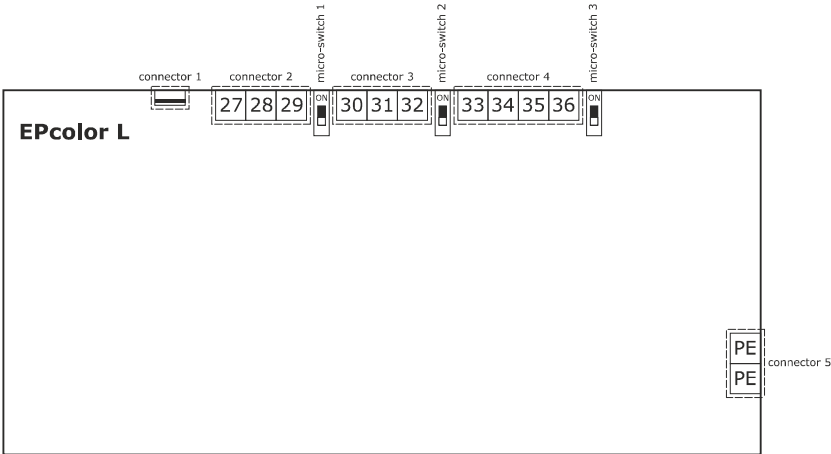 micro-switch 1
micro-switch 2
micro-switch 3
connector 1
connector 2
connector 3
connector 4
27 28 29 ON 30 31 32 ON 33 34 35 36 ON
EPcolor L
PE
connector 5
PE